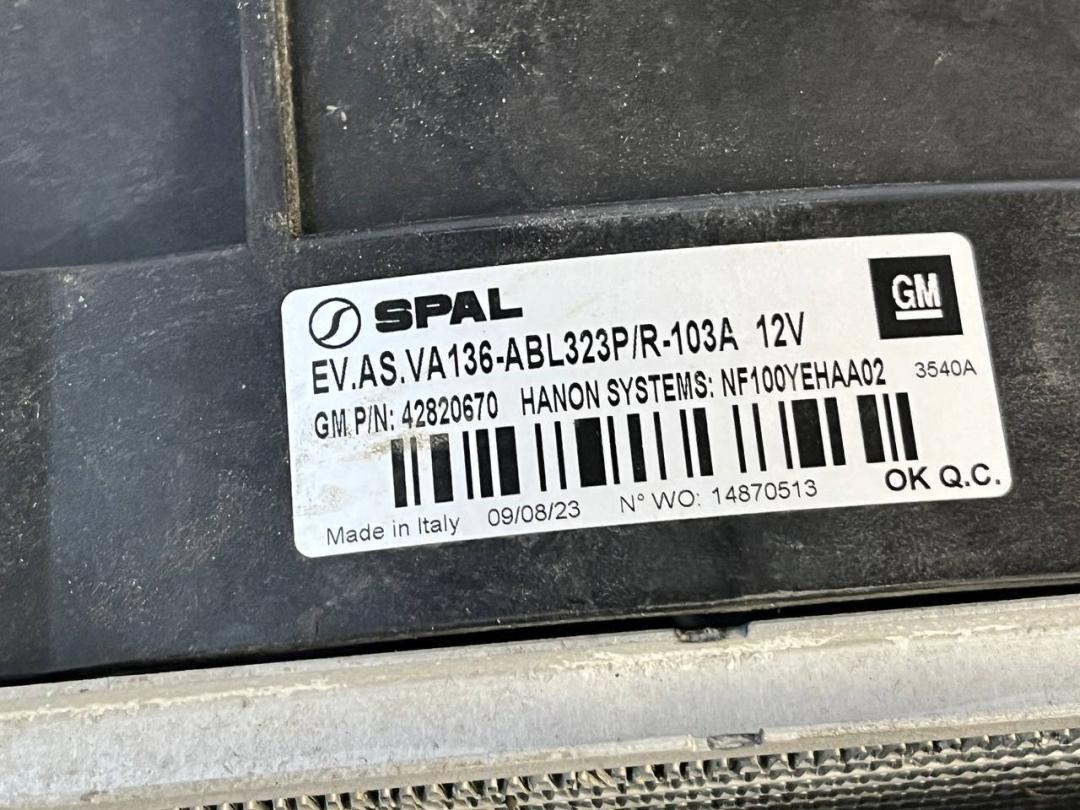 SPAL
GM
EV.AS.VA136-ABL323P/R-103A 12V
GM P/N: 42820670 HANON SYSTEMS: NF100YEHAA02 3540A
Made in Italy 09/08/23 N° WO: 14870513 OK Q.C.